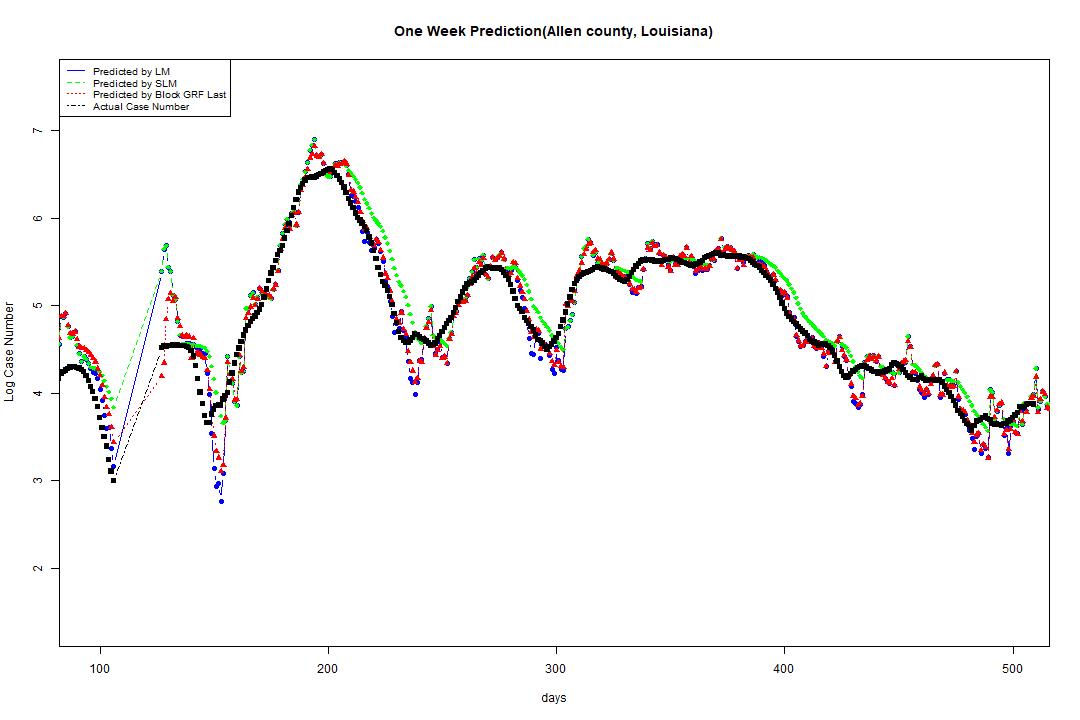 One Week Prediction(Allen county, Louisiana)
Predicted by LM
Predicted by SLM
Predicted by Block GRF Last
Actual Case Number
Log Case Number
7
6
5
4
3
2
100
200
300
400
500
days